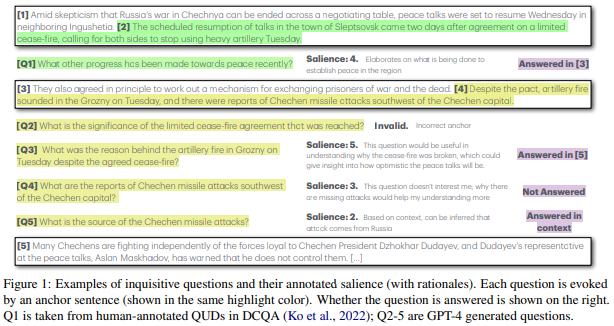 [1] Amid skepticism that Russia's war in Chechnya can be ended across a negotiating table, peace talks were set to resume Wednesday in
neighboring Ingushetia. [2] The scheduled resumption of talks in the town of Sleptsovsk came two days after agreement on a limited
cease-fire, calling for both sides to stop using heavy artillery Tuesday.
[Q1] What other progress hcs been made towards peace recently?
Salience: 4. Elaborates on what is being done to
establish peace in the region
Answered in [3]
[3] They also agreed in principle to work out a mechanism for exchanging prisoners of war and the dead. [4] Despite the pact, artillery fire
sounded in the Grozny on Tuesday, and there were reports of Chechen missile cttacks southwest of the Chechen capital.
[Q2] What is the significance of the limited cease-fire agreement that was reached?
Invalid. Incorrect anchor
[Q3] What was the reason behind the artillery fire in Grozny on
Tuesday despite the agreed cease-fire?
Salience: 5. This question would be useful in
understanding why the cease-fire was broken, which could
give insight into how optimistic the peace talks will be.
Answered in [5]
[Q4] What are the reports of Chechen missile attacks southwest
of the Chechen capital?
Salience: 3. This question doesn't interest me; why there
are missing attacks would help my understanding more
Not Answered
[Q5] What is the source of the Chechen missile attacks?
Salience: 2. Based on context, can be inferred that
attcck comes from Russia
Answered in
context
[5] Many Chechens are fighting independently of the forces loyal to Chechen President Dzhokhar Dudayev, and Dudayev's representctive
at the peace talks, Aslan Maskhadov, has warned that he does not control them. [...]
Figure 1: Examples of inquisitive questions and their annotated salience (with rationales). Each question is evoked
by an anchor sentence (shown in the same highlight color). Whether the question is answered is shown on the right.
Q1 is taken from human-annotated QUDs in DCQA (Ko et al., 2022); Q2-5 are GPT-4 generated questions.